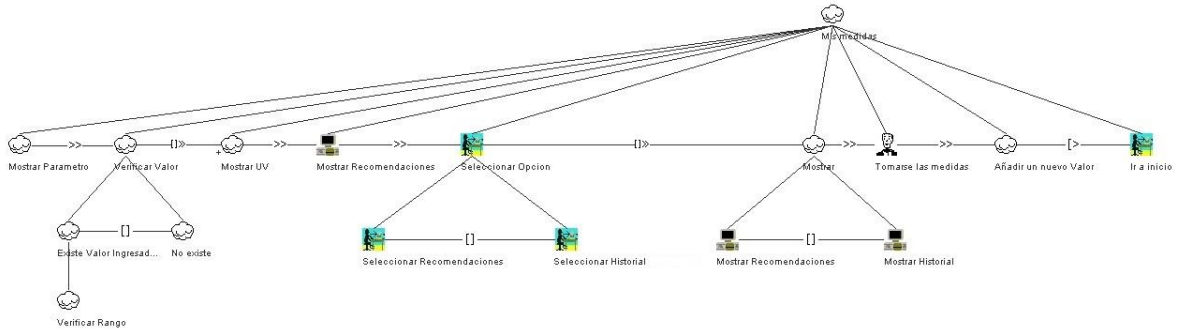 Mis medidas
>> []>> >> >> []>> >> >> [>
+
Mostrar Parametro Verificar Valor Mostrar UV Mostrar Recomendaciones Seleccionar Opcion Mostrar Tomarse las medidas Añadir un nuevo Valor Ir a inicio
[] [] []
Existe Valor Ingresad... No existe Seleccionar Recomendaciones Seleccionar Historial Mostrar Recomendaciones Mostrar Historial
Verificar Rango